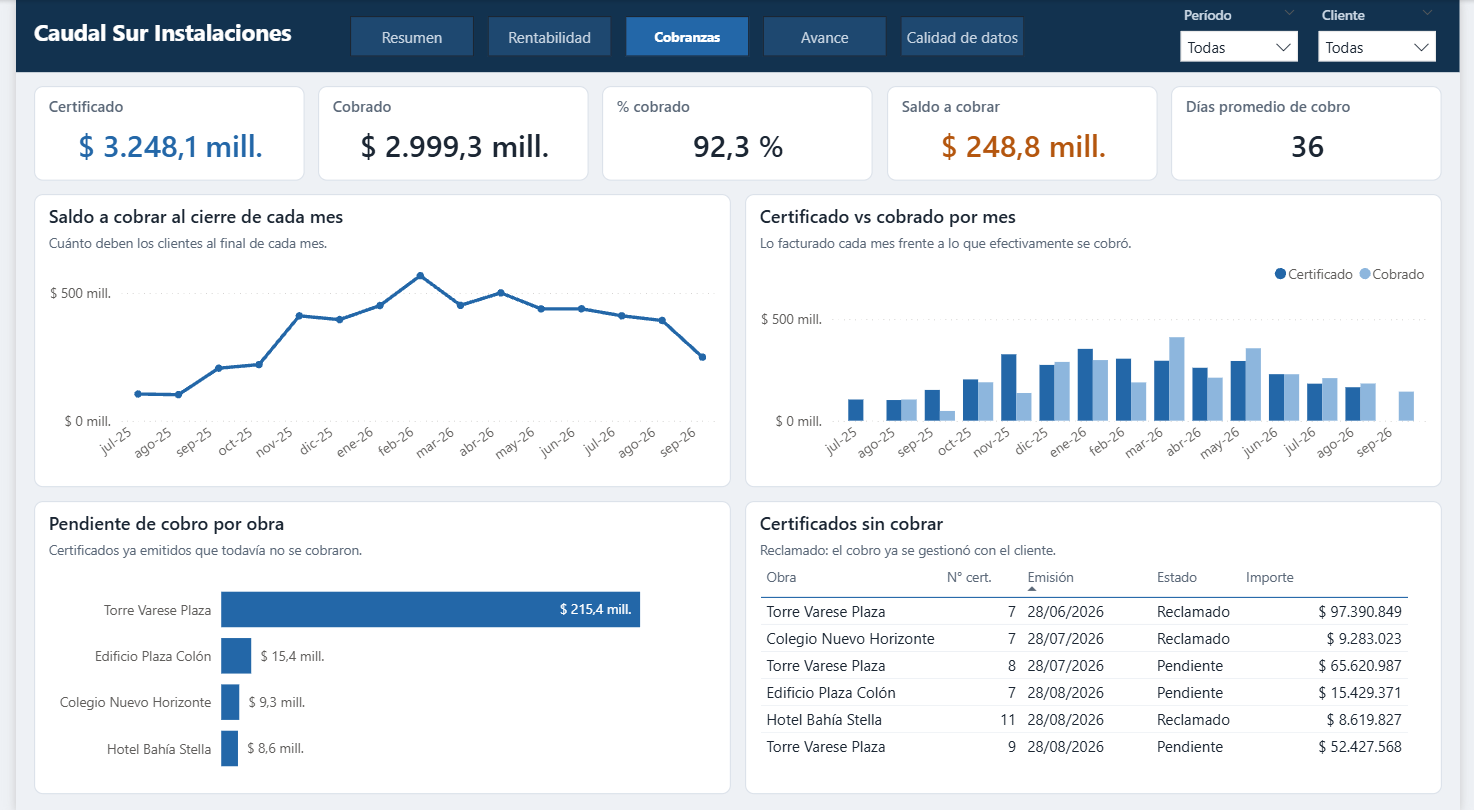 Caudal Sur Instalaciones
Resumen
Rentabilidad
Cobranzas
Avance
Calidad de datos
Período
Todas
Cliente
Todas
Certificado
$ 3.248,1 mill.
Cobrado
$ 2.999,3 mill.
% cobrado
92,3 %
Saldo a cobrar
$ 248,8 mill.
Días promedio de cobro
36
Saldo a cobrar al cierre de cada mes
Cuánto deben los clientes al final de cada mes.
$ 500 mill.
$ 0 mill.
jul-25 ago-25 sep-25 oct-25 nov-25 dic-25 ene-26 feb-26 mar-26 abr-26 may-26 jun-26 jul-26 ago-26 sep-26
Certificado vs cobrado por mes
Lo facturado cada mes frente a lo que efectivamente se cobró.
Certificado Cobrado
$ 500 mill.
$ 0 mill.
jul-25 ago-25 sep-25 oct-25 nov-25 dic-25 ene-26 feb-26 mar-26 abr-26 may-26 jun-26 jul-26 ago-26 sep-26
Pendiente de cobro por obra
Certificados ya emitidos que todavía no se cobraron.
Torre Varese Plaza $ 215,4 mill.
Edificio Plaza Colón $ 15,4 mill.
Colegio Nuevo Horizonte $ 9,3 mill.
Hotel Bahía Stella $ 8,6 mill.
Certificados sin cobrar
Reclamado: el cobro ya se gestionó con el cliente.
Obra N° cert. Emisión Estado Importe
Torre Varese Plaza 7 28/06/2026 Reclamado $ 97.390.849
Colegio Nuevo Horizonte 7 28/07/2026 Reclamado $ 9.283.023
Torre Varese Plaza 8 28/07/2026 Pendiente $ 65.620.987
Edificio Plaza Colón 7 28/08/2026 Pendiente $ 15.429.371
Hotel Bahía Stella 11 28/08/2026 Reclamado $ 8.619.827
Torre Varese Plaza 9 28/08/2026 Pendiente $ 52.427.568